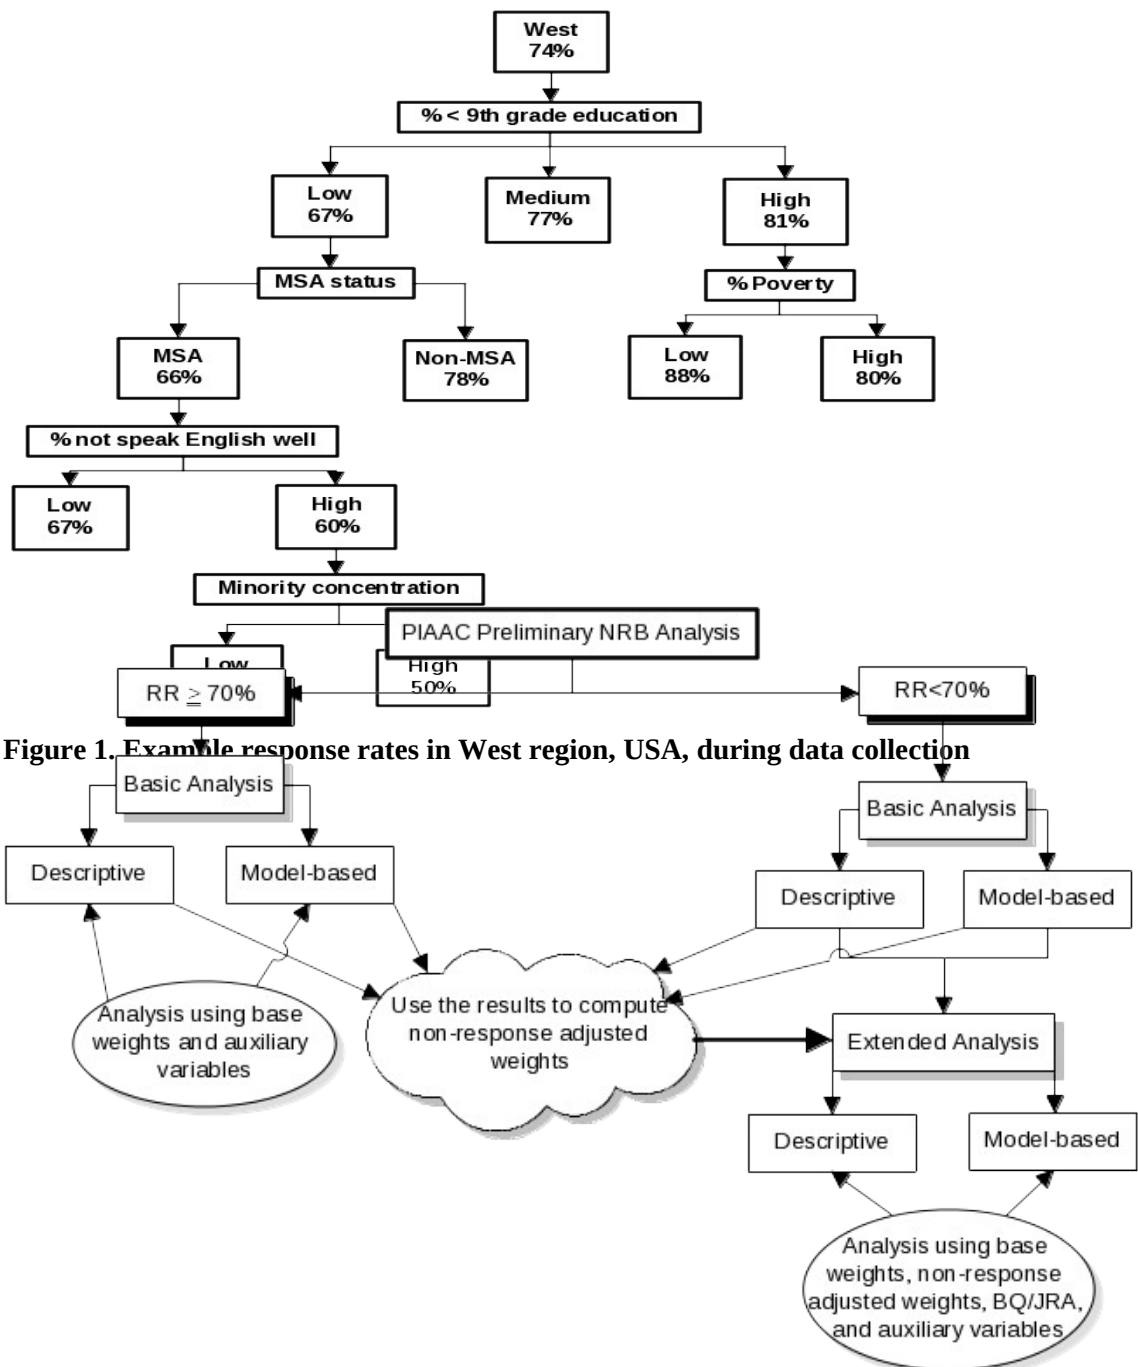 West
74%
% < 9th grade education
Low
67%
Medium
77%
High
81%
MSA status
% Poverty
MSA
66%
Non-MSA
78%
Low
88%
High
80%
% not speak English well
Low
67%
High
60%
Minority concentration
PIAAC Preliminary NRB Analysis
Low
High
50%
RR ≧ 70%
RR<70%
Figure 1. Example response rates in West region, USA, during data collection
Basic Analysis
Basic Analysis
Descriptive
Model-based
Descriptive
Model-based
Analysis using base
weights and auxiliary
variables
Use the results to compute
non-response adjusted
weights
Extended Analysis
Descriptive
Model-based
Analysis using base
weights, non-response
adjusted weights, BQ/JRA,
and auxiliary variables